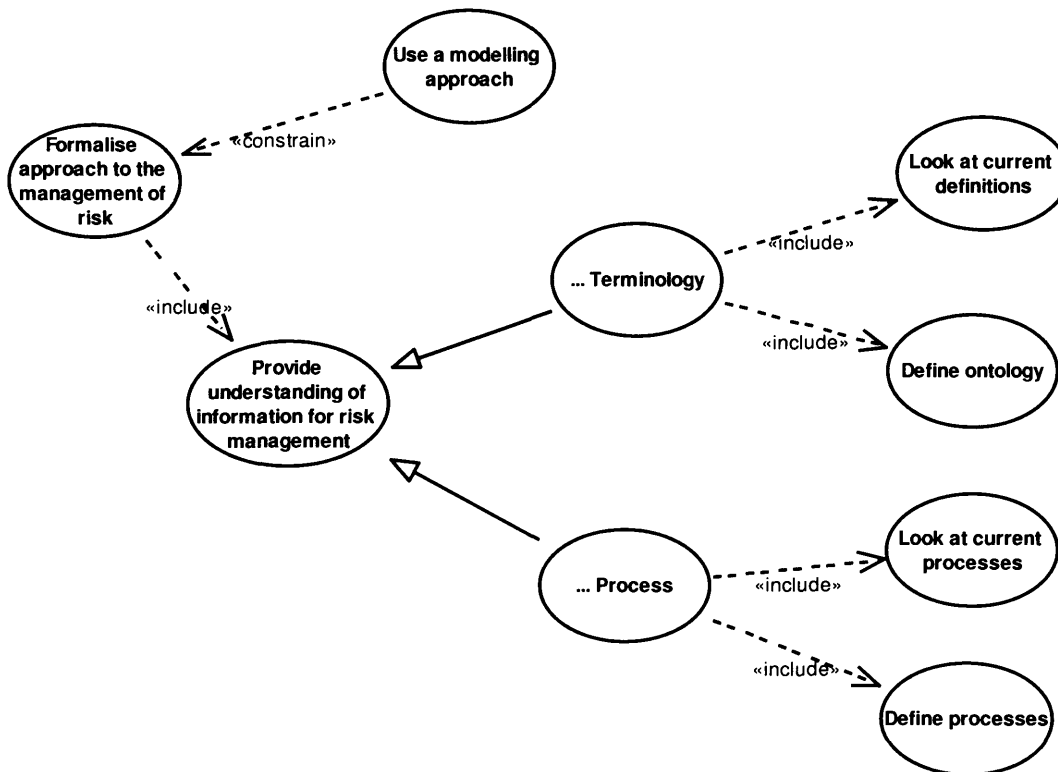 Use a modelling
approach
«constrain»
Formalise
approach to the
management of
risk
Look at current
definitions
«include»
... Terminology
«include»
«include»
Define ontology
Provide
understanding of
information for risk
management
Look at current
processes
... Process
«include»
«include»
Define processes